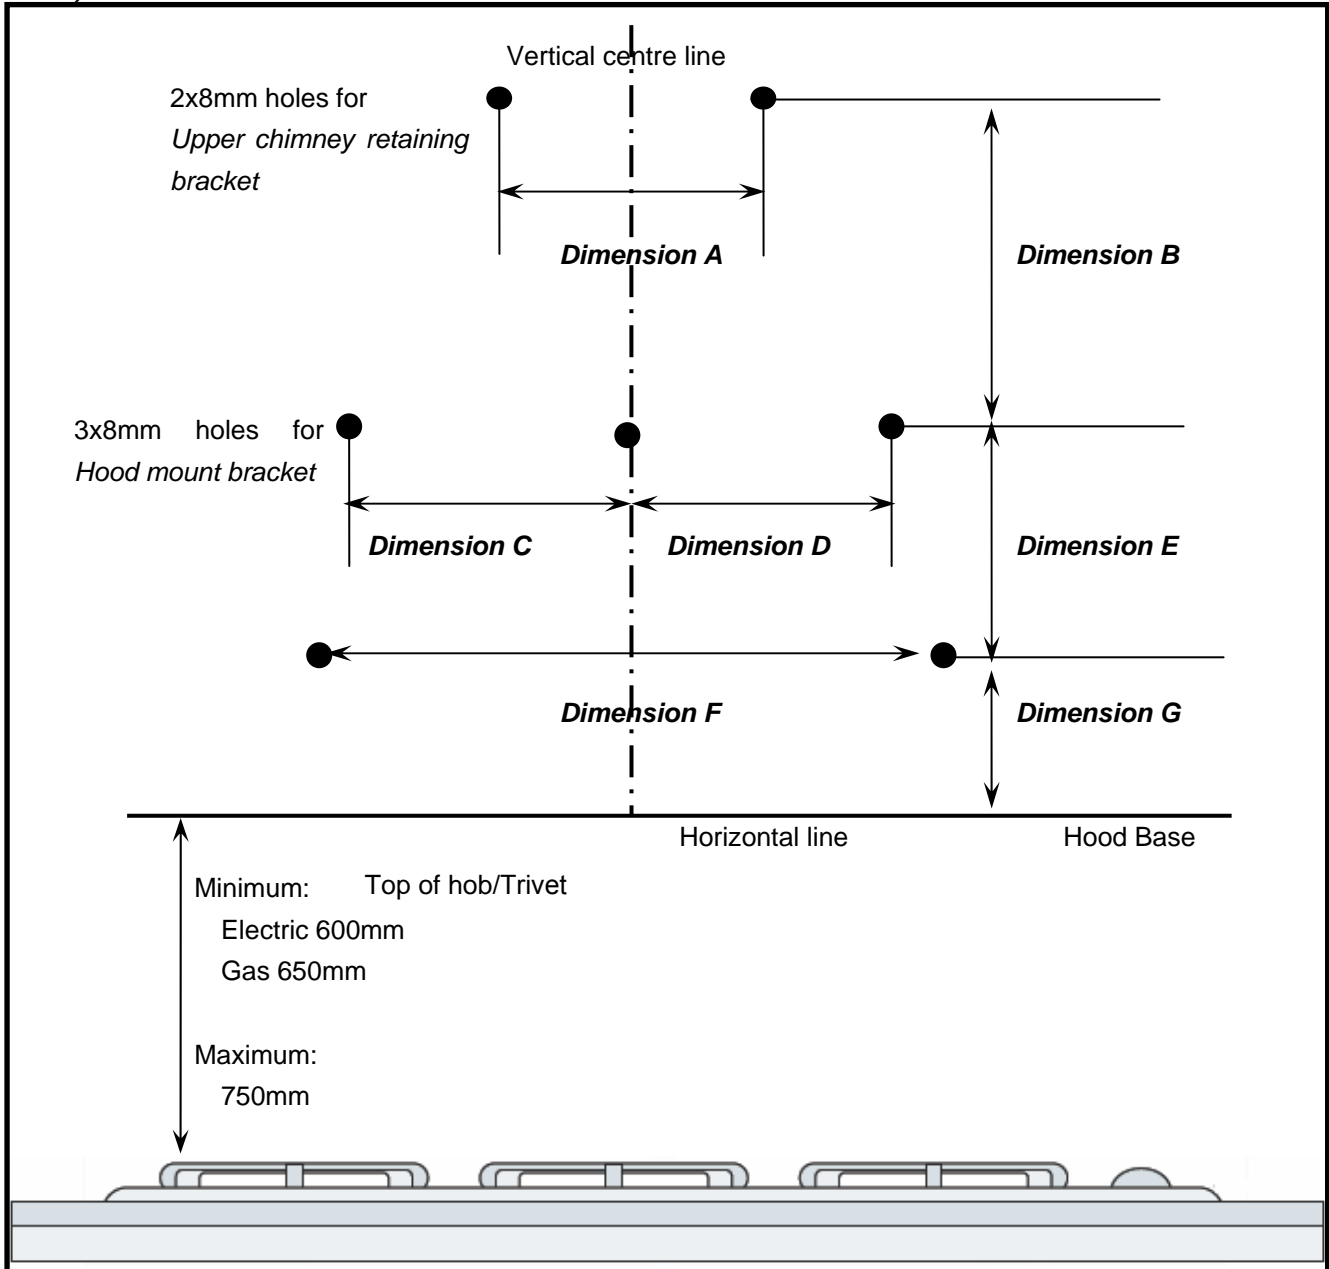 Vertical centre line
2x8mm holes for
Upper chimney retaining
bracket
Dimension A
Dimension B
3x8mm holes for
Hood mount bracket
Dimension C
Dimension D
Dimension E
Dimension F
Dimension G
Horizontal line
Hood Base
Minimum:
Top of hob/Trivet
Electric 600mm
Gas 650mm
Maximum:
750mm